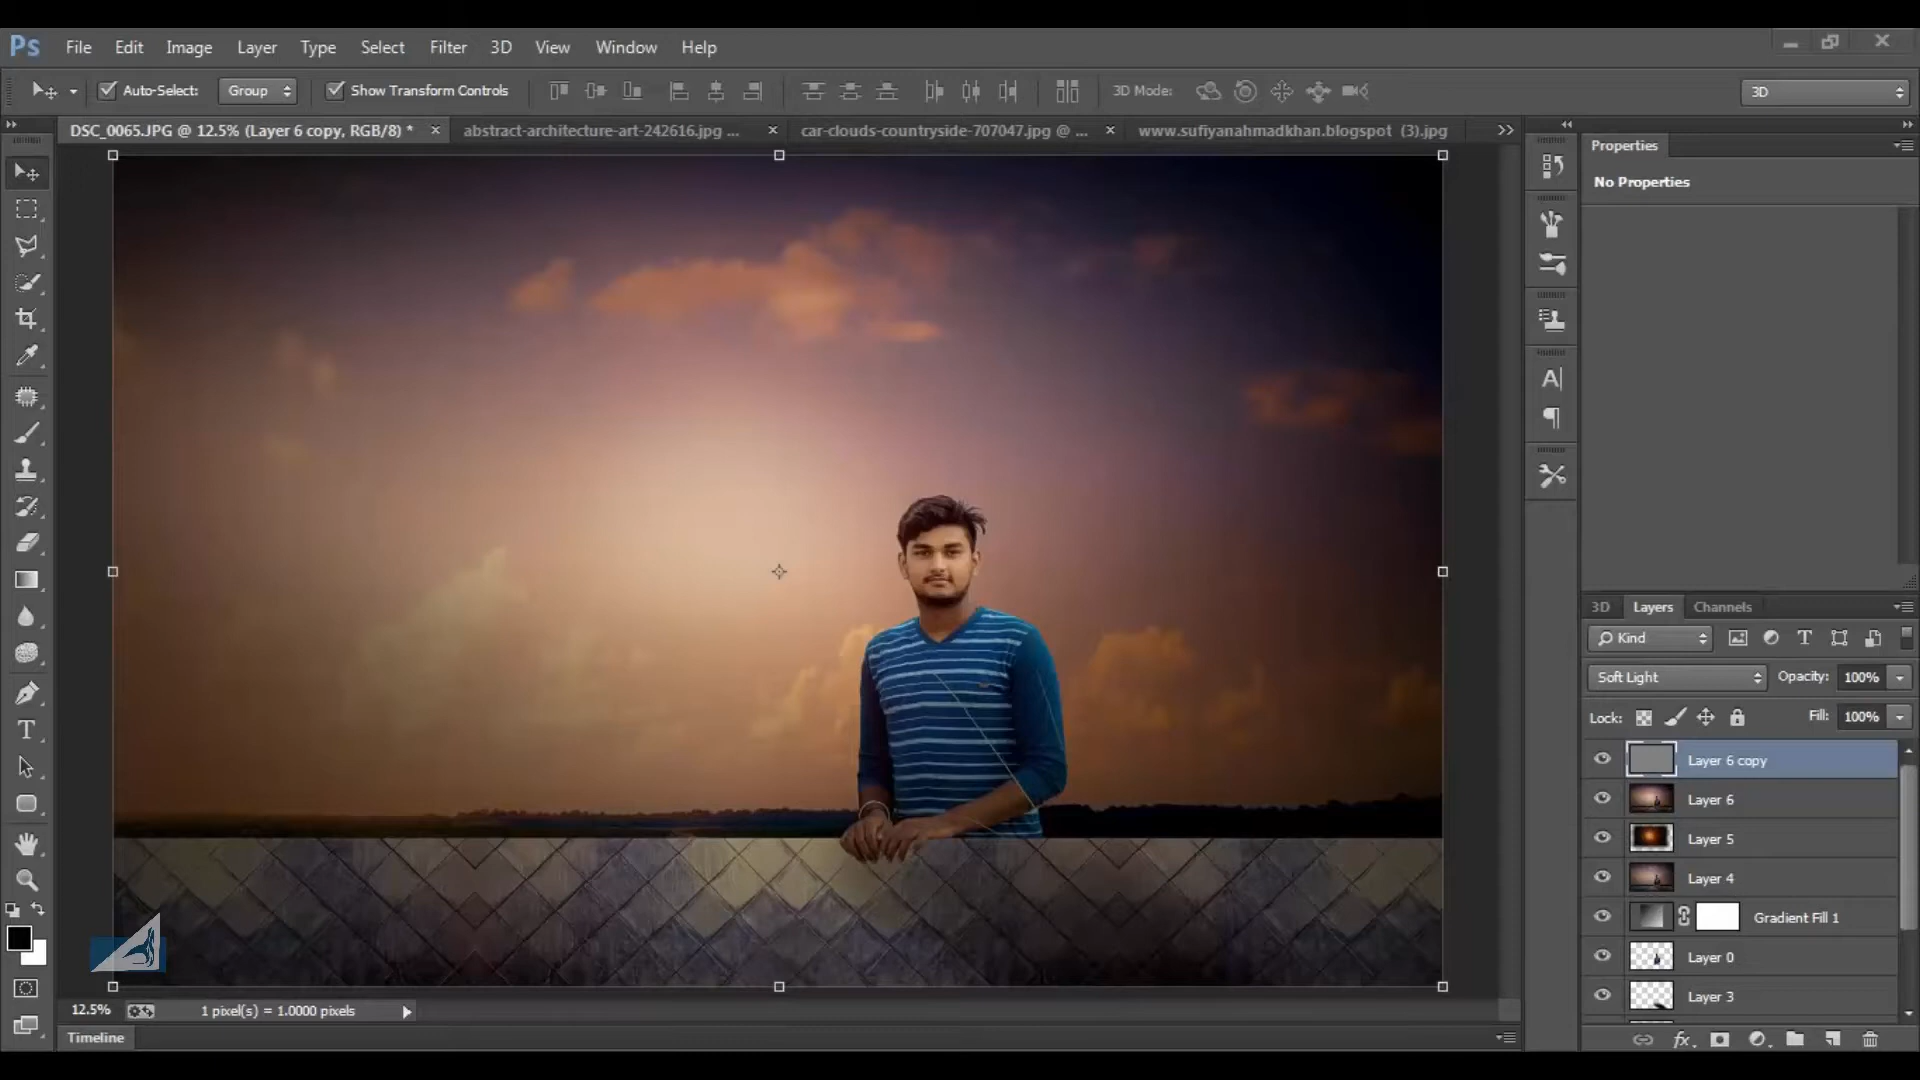 Ps File Edit Image Layer Type Select Filter 3D View Window Help
Auto-Select: Group Show Transform Controls 3D Mode: 3D
DSC_0065.JPG @ 12.5% (Layer 6 copy, RGB/8) * × abstract-architecture-art-242616.jpg ... × car-clouds-countryside-707047.jpg @ ... × www.sufiyanahmadkhan.blogspot (3).jpg
Properties
No Properties
3D Layers Channels
Kind
Soft Light Opacity: 100%
Lock: Fill: 100%
Layer 6 copy
Layer 6
Layer 5
Layer 4
Gradient Fill 1
Layer 0
Layer 3
12.5% 1 pixel(s) = 1.0000 pixels
Timeline